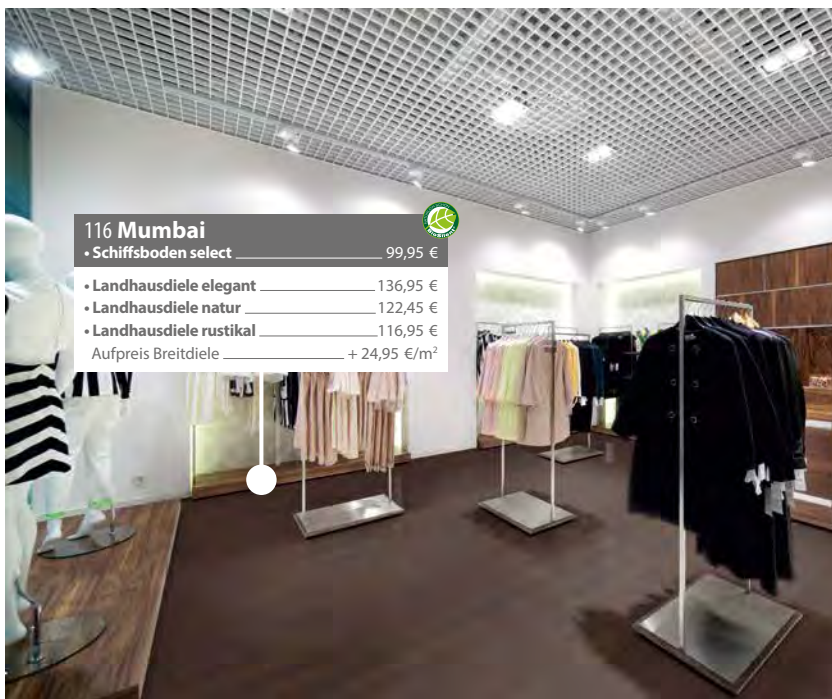 116 Mumbai
• Schiffsboden select 99,95 €
• Landhausdiele elegant 136,95 €
• Landhausdiele natur 122,45 €
• Landhausdiele rustikal 116,95 €
Aufpreis Breitdiele + 24,95 €/m²